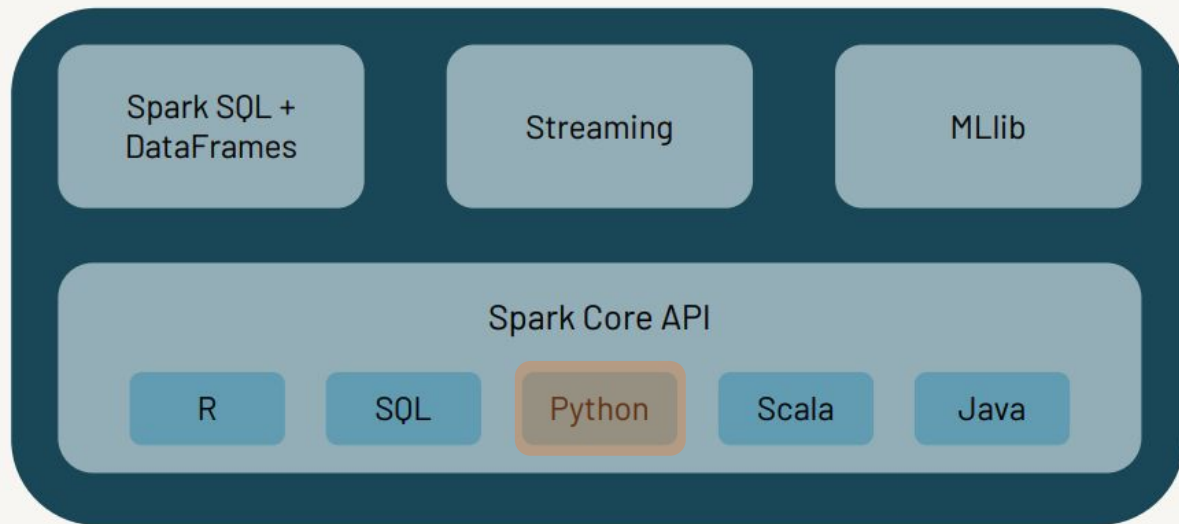 Spark SQL +
DataFrames
Streaming
MLlib
Spark Core API
R
SQL
Python
Scala
Java